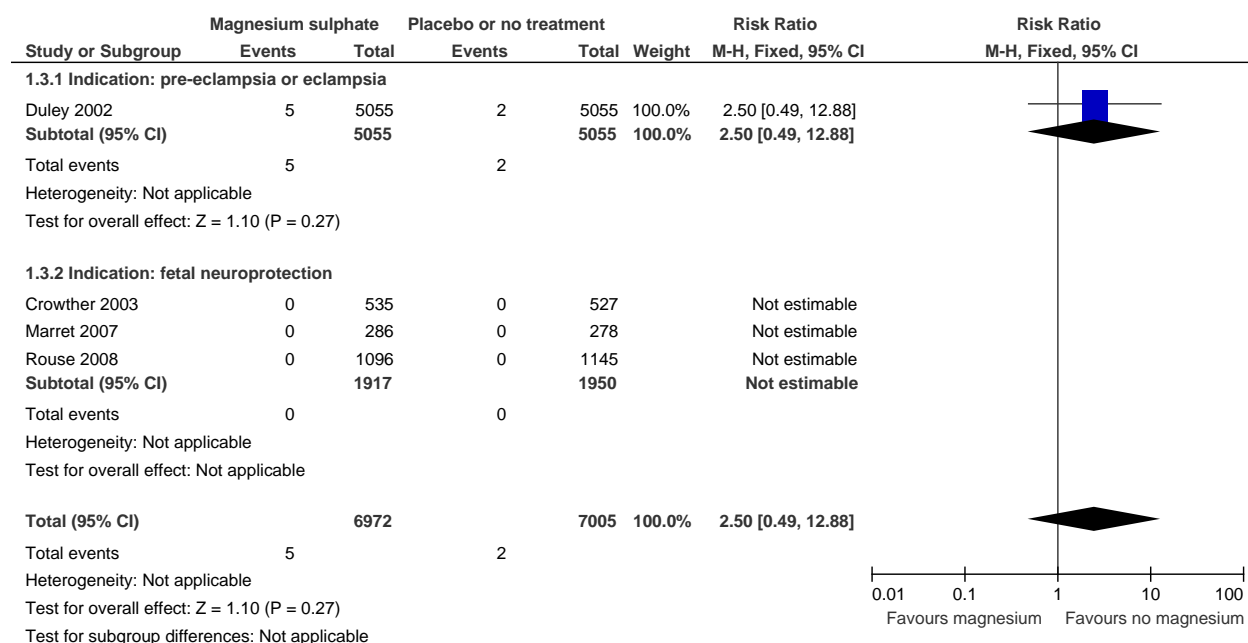 Magnesium sulphate Placebo or no treatment Risk Ratio Risk Ratio
Study or Subgroup Events Total Events Total Weight M-H, Fixed, 95% CI M-H, Fixed, 95% CI
1.3.1 Indication: pre-eclampsia or eclampsia
Duley 2002 5 5055 2 5055 100.0% 2.50 [0.49, 12.88]
Subtotal (95% CI) 5055 5055 100.0% 2.50 [0.49, 12.88]
Total events 5 2
Heterogeneity: Not applicable
Test for overall effect: Z = 1.10 (P = 0.27)
1.3.2 Indication: fetal neuroprotection
Crowther 2003 0 535 0 527 Not estimable
Marret 2007 0 286 0 278 Not estimable
Rouse 2008 0 1096 0 1145 Not estimable
Subtotal (95% CI) 1917 1950 Not estimable
Total events 0 0
Heterogeneity: Not applicable
Test for overall effect: Not applicable
Total (95% CI) 6972 7005 100.0% 2.50 [0.49, 12.88]
Total events 5 2
Heterogeneity: Not applicable
Test for overall effect: Z = 1.10 (P = 0.27)
Test for subgroup differences: Not applicable
0.01 0.1 1 10 100
Favours magnesium Favours no magnesium